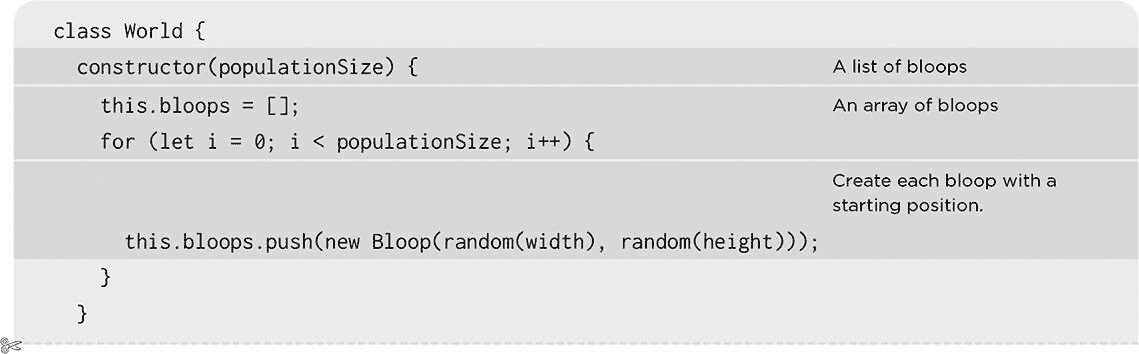 class World {
constructor(populationSize) { A list of bloops
this.bloops = []; An array of bloops
for (let i = 0; i < populationSize; i++) {
Create each bloop with a
starting position.
this.bloops.push(new Bloop(random(width), random(height)));
}
}